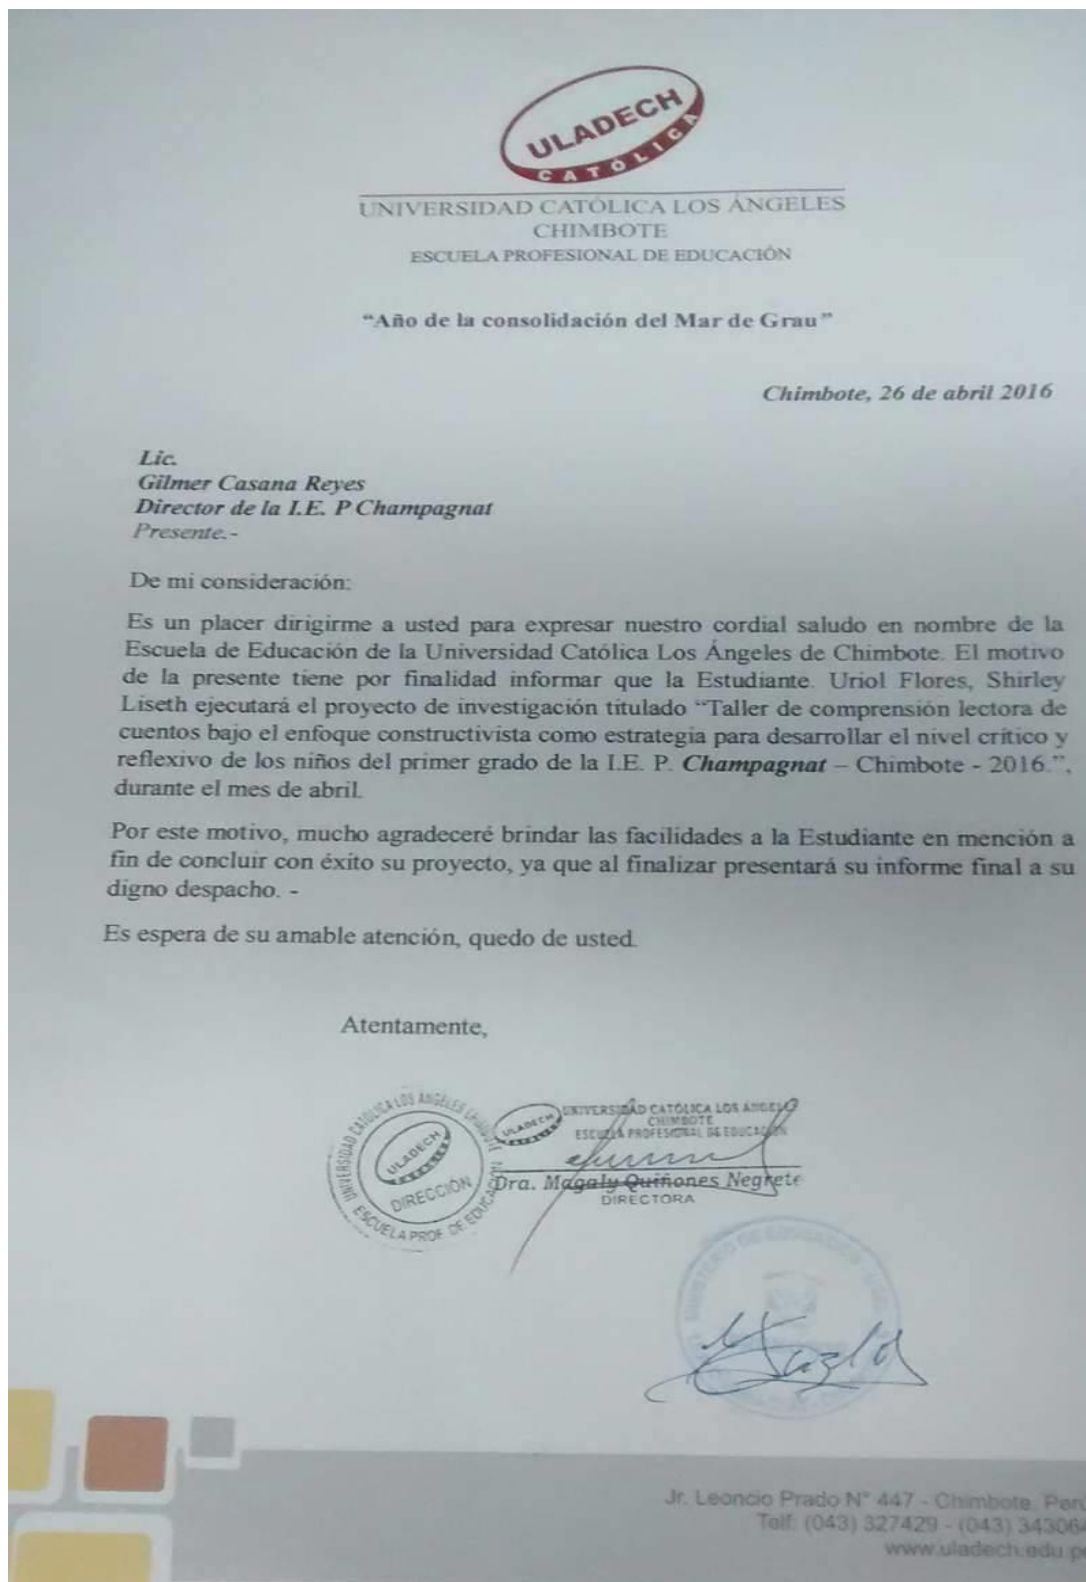 ULADECH
CATÓLICA
UNIVERSIDAD CATÓLICA LOS ÁNGELES
CHIMBOTE
ESCUELA PROFESIONAL DE EDUCACIÓN
“Año de la consolidación del Mar de Grau”
Chimbote, 26 de abril 2016
Lic.
Gilmer Casana Reyes
Director de la I.E. P Champagnat
Presente.-
De mi consideración:
Es un placer dirigirme a usted para expresar nuestro cordial saludo en nombre de la
Escuela de Educación de la Universidad Católica Los Ángeles de Chimbote. El motivo
de la presente tiene por finalidad informar que la Estudiante. Uriol Flores, Shirley
Liseth ejecutará el proyecto de investigación titulado “Taller de comprensión lectora de
cuentos bajo el enfoque constructivista como estrategia para desarrollar el nivel crítico y
reflexivo de los niños del primer grado de la I.E. P. Champagnat – Chimbote - 2016.”,
durante el mes de abril.
Por este motivo, mucho agradeceré brindar las facilidades a la Estudiante en mención a
fin de concluir con éxito su proyecto, ya que al finalizar presentará su informe final a su
digno despacho. -
Es espera de su amable atención, quedo de usted.
Atentamente,
UNIVERSIDAD CATÓLICA LOS ÁNGELES CHIMBOTE
ULADECH
DIRECCIÓN
ESCUELA PROF. DE EDUCA
ULADECH
UNIVERSIDAD CATÓLICA LOS ANGELE
CHIMBOTE
ESCUELA PROFESIONAL DE EDUCACIÓN
Dra. Magaly Quiñones Negrete
DIRECTORA
MINISTERIO DE EDUCACION
Jr. Leoncio Prado N° 447 - Chimbote, Perú
Telf: (043) 327429 - (043) 343064
www.uladech.edu.pe